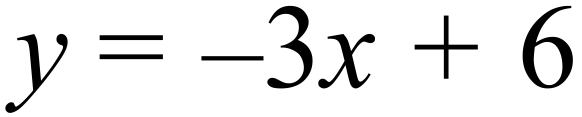 y = −3x + 6